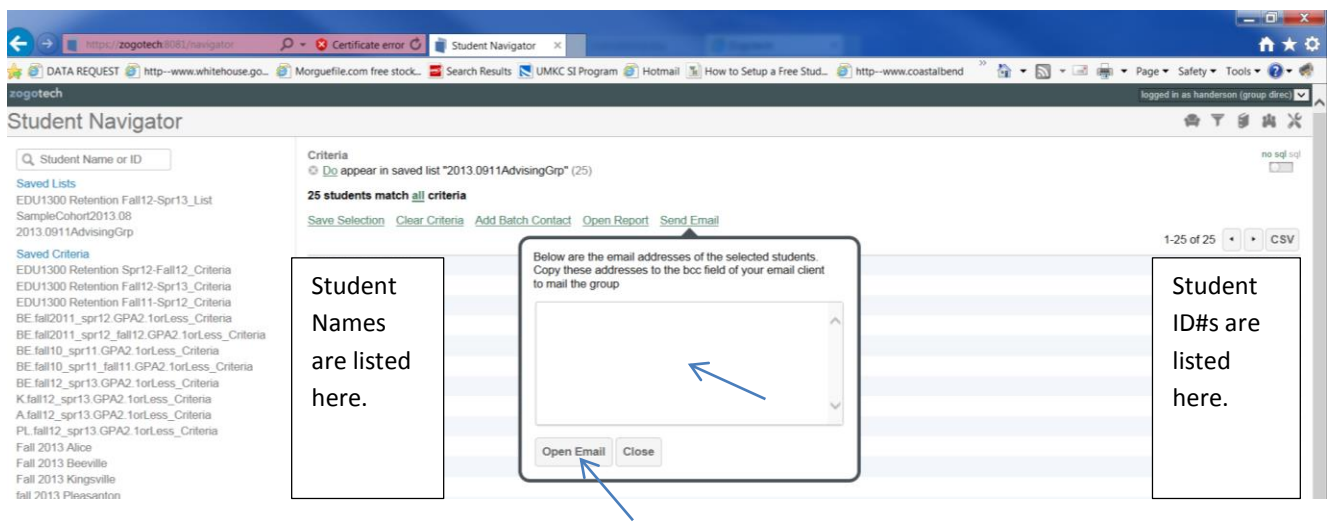 https://zogotech:8081/navigator
Certificate error
Student Navigator
DATA REQUEST
http--www.whitehouse.go...
Morguefile.com free stock...
Search Results
UMKC SI Program
Hotmail
How to Setup a Free Stud...
http--www.coastalbend
Page
Safety
Tools
zogotech
logged in as handerson (group direc)
Student Navigator
Student Name or ID
Saved Lists
EDU1300 Retention Fall12-Spr13_List
SampleCohort2013.08
2013.0911AdvisingGrp
Saved Criteria
EDU1300 Retention Spr12-Fall12_Criteria
EDU1300 Retention Fall12-Spr13_Criteria
EDU1300 Retention Fall11-Spr12_Criteria
BE.fall2011_spr12.GPA2.1orLess_Criteria
BE.fall2011_spr12_fall12.GPA2.1orLess_Criteria
BE.fall10_spr11.GPA2.1orLess_Criteria
BE.fall10_spr11_fall11.GPA2.1orLess_Criteria
BE.fall12_spr13.GPA2.1orLess_Criteria
K.fall12_spr13.GPA2.1orLess_Criteria
A.fall12_spr13.GPA2.1orLess_Criteria
PL.fall12_spr13.GPA2.1orLess_Criteria
Fall 2013 Alice
Fall 2013 Beeville
Fall 2013 Kingsville
fall 2013 Pleasanton
Criteria
Do appear in saved list "2013.0911AdvisingGrp" (25)
no sql sql
25 students match all criteria
Save Selection Clear Criteria Add Batch Contact Open Report Send Email
1-25 of 25
CSV
Student
Names
are listed
here.
Below are the email addresses of the selected students.
Copy these addresses to the bcc field of your email client
to mail the group
Open Email
Close
Student
ID#s are
listed
here.